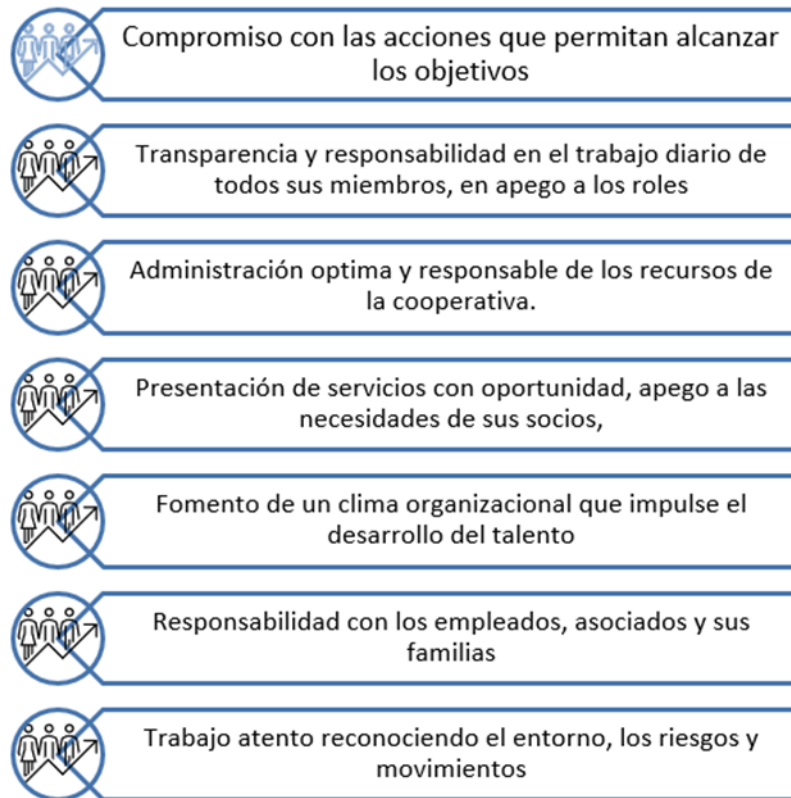 Compromiso con las acciones que permitan alcanzar
los objetivos
Transparencia y responsabilidad en el trabajo diario de
todos sus miembros, en apego a los roles
Administración optima y responsable de los recursos de
la cooperativa.
Presentación de servicios con oportunidad, apego a las
necesidades de sus socios,
Fomento de un clima organizacional que impulse el
desarrollo del talento
Responsabilidad con los empleados, asociados y sus
familias
Trabajo atento reconociendo el entorno, los riesgos y
movimientos